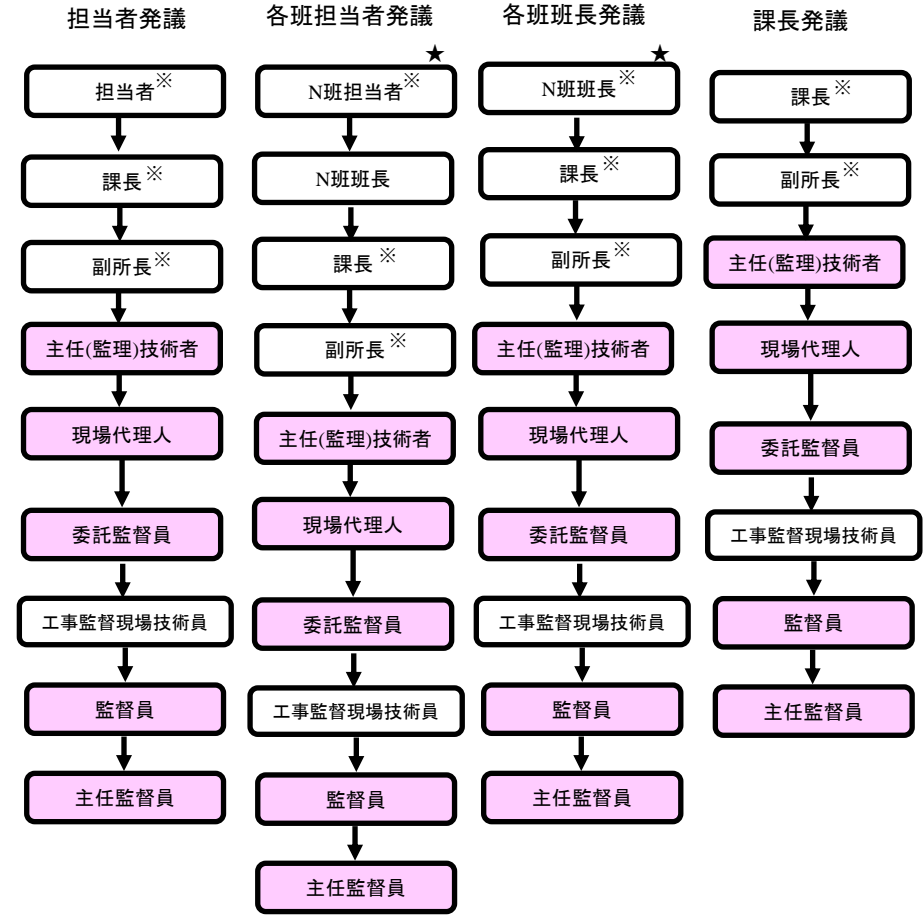 担当者発議
担当者※
課長※
副所長※
主任(監理)技術者
現場代理人
委託監督員
工事監督現場技術員
監督員
主任監督員
各班担当者発議
★
N班担当者※
N班班長
課長※
副所長※
主任(監理)技術者
現場代理人
委託監督員
工事監督現場技術員
監督員
主任監督員
各班班長発議
★
N班班長※
課長※
副所長※
主任(監理)技術者
現場代理人
委託監督員
工事監督現場技術員
監督員
主任監督員
課長発議
課長※
副所長※
主任(監理)技術者
現場代理人
委託監督員
工事監督現場技術員
監督員
主任監督員